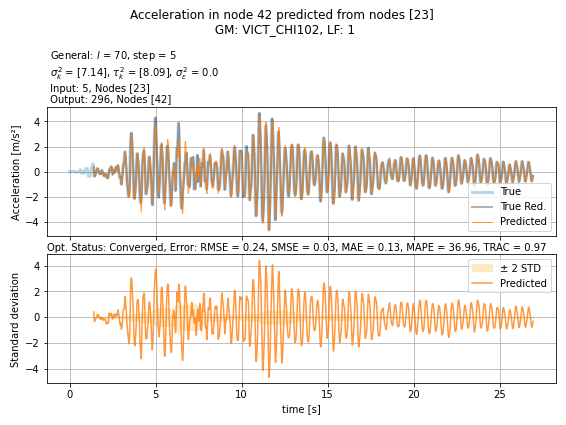 Acceleration in node 42 predicted from nodes [23]
GM: VICT_CHI102, LF: 1
General: l = 70, step = 5
σ²ₖ = [7.14], τ²ₖ = [8.09], σ²ₑ = 0.0
Input: 5, Nodes [23]
Output: 296, Nodes [42]
Acceleration [m/s²]
4
2
0
−2
−4
True
True Red.
Predicted
Opt. Status: Converged, Error: RMSE = 0.24, SMSE = 0.03, MAE = 0.13, MAPE = 36.96, TRAC = 0.97
Standard deviation
4
2
0
−2
−4
± 2 STD
Predicted
0 5 10 15 20 25
time [s]